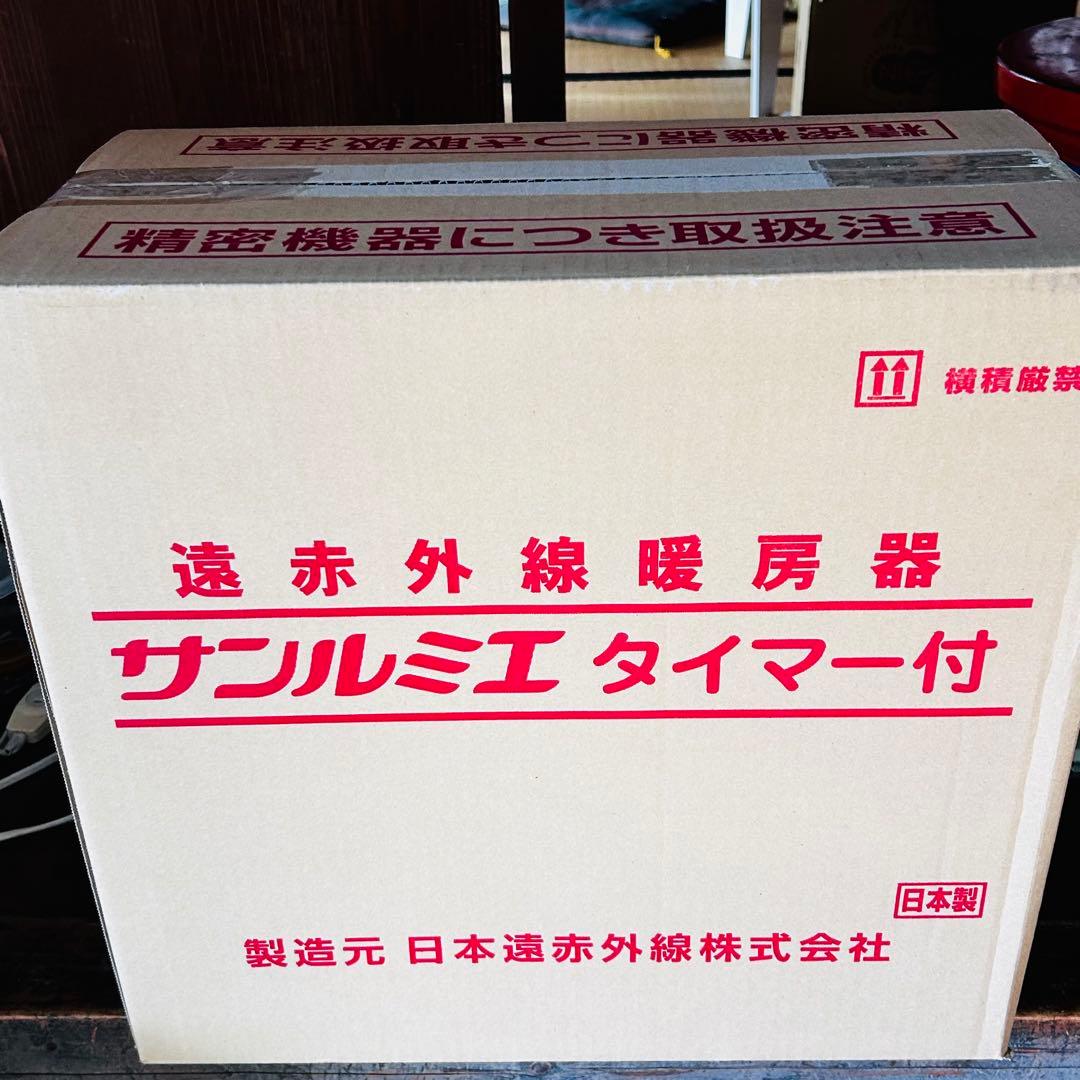 精密機器につき取扱注意
精密機器につき取扱注意
横積厳禁
遠赤外線暖房器
サンルミエ タイマー付
日本製
製造元 日本遠赤外線株式会社